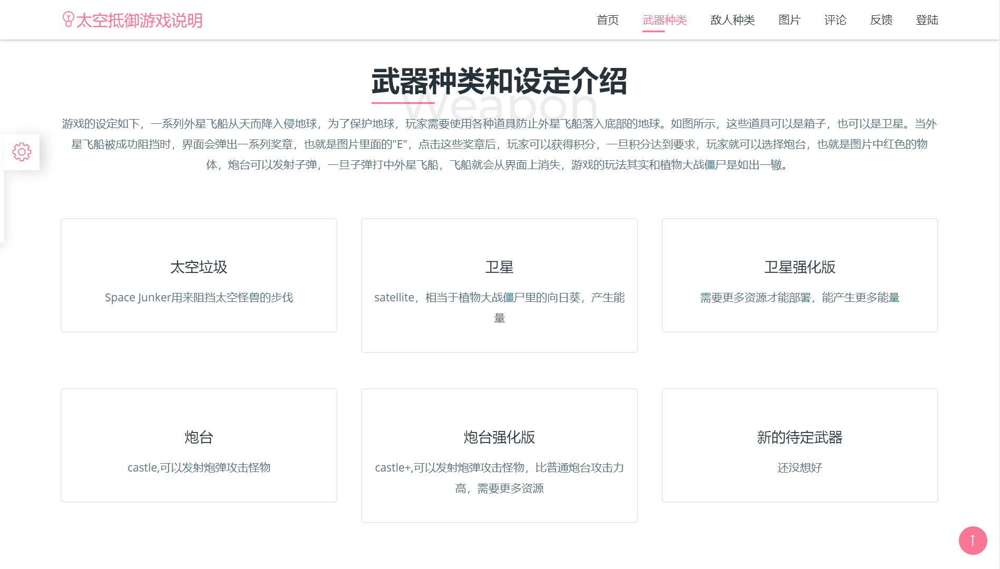 太空抵御游戏说明
首页 武器种类 敌人种类 图片 评论 反馈 登陆
武器种类和设定介绍
Weapon
游戏的设定如下，一系列外星飞船从天而降入侵地球，为了保护地球，玩家需要使用各种道具防止外星飞船落入底部的地球。如图所示，这些道具可以是箱子，也可以是卫星。当外
星飞船被成功阻挡时，界面会弹出一系列奖章，也就是图片里面的"E"，点击这些奖章后，玩家可以获得积分，一旦积分达到要求，玩家就可以选择炮台，也就是图片中红色的物
体，炮台可以发射子弹，一旦子弹打中外星飞船，飞船就会从界面上消失，游戏的玩法其实和植物大战僵尸是如出一辙。
太空垃圾
Space Junker用来阻挡太空怪兽的步伐
卫星
satellite，相当于植物大战僵尸里的向日葵，产生能
量
卫星强化版
需要更多资源才能部署，能产生更多能量
炮台
castle,可以发射炮弹攻击怪物
炮台强化版
castle+,可以发射炮弹攻击怪物，比普通炮台攻击力
高，需要更多资源
新的待定武器
还没想好